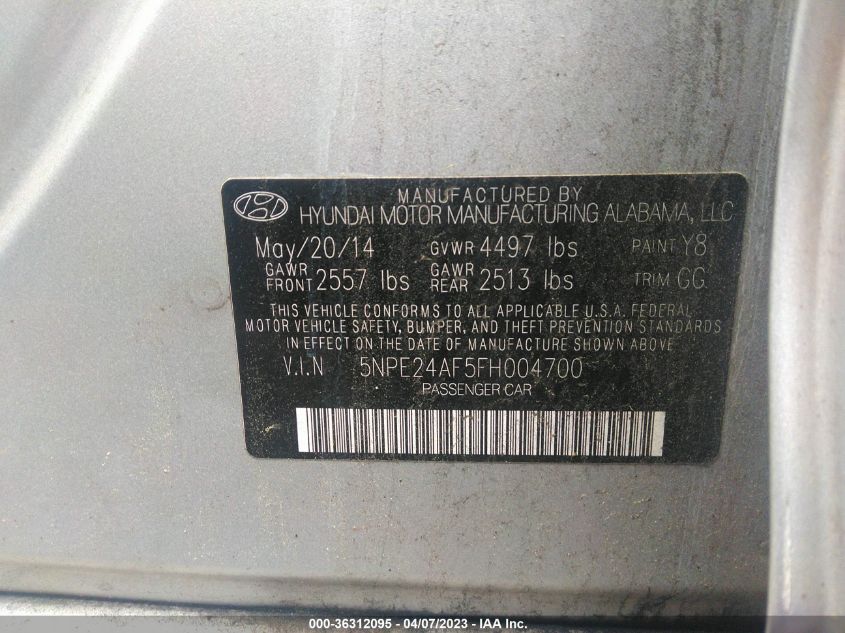 MANUFACTURED BY
HYUNDAI MOTOR MANUFACTURING ALABAMA, LLC
May/20/14 GVWR 4497 lbs PAINT Y8
GAWR FRONT 2557 lbs GAWR REAR 2513 lbs TRIM GG
THIS VEHICLE CONFORMS TO ALL APPLICABLE U.S.A. FEDERAL
MOTOR VEHICLE SAFETY, BUMPER, AND THEFT PREVENTION STANDARDS
IN EFFECT ON THE DATE OF MANUFACTURE SHOWN ABOVE
V.I.N 5NPE24AF5FH004700
PASSENGER CAR
000-36312095 - 04/07/2023 - IAA Inc.